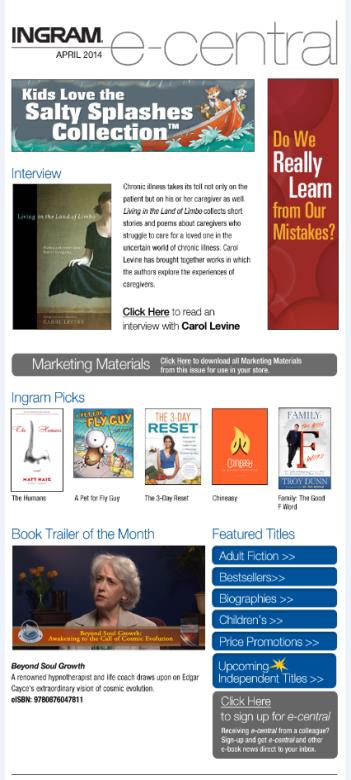 INGRAM
APRIL 2014
e-central
Kids Love the
Salty Splashes
Collection™
Do We
Really
Learn
from Our
Mistakes?
Interview
Living in the Land of Limbo
CAROL LEVINE
Chronic illness takes its toll not only on the
patient but on his or her caregiver as well.
Living in the Land of Limbo collects short
stories and poems about caregivers who
struggle to care for a loved one in the
uncertain world of chronic illness. Carol
Levine has brought together works in which
the authors explore the experiences of
caregivers.
Click Here to read an
interview with Carol Levine
Marketing Materials
Click Here to download all Marketing Materials
from this issue for use in your store.
Ingram Picks
The Humans
MATT HAIG
A PET FOR
FLY GUY
THE 3-DAY
RESET
Chineasy
FAMILY:
THE GOOD
F
WORD
TROY DUNN
The Humans
A Pet for Fly Guy
The 3-Day Reset
Chineasy
Family: The Good
F Word
Book Trailer of the Month
Beyond Soul Growth:
Awakening to the Call of Cosmic Evolution
Beyond Soul Growth
A renowned hypnotherapist and life coach draws upon on Edgar
Cayce's extraordinary vision of cosmic evolution.
eISBN: 9780876047811
Featured Titles
Adult Fiction >>
Bestsellers>>
Biographies >>
Children's >>
Price Promotions >>
Upcoming
Independent Titles >>
Click Here
to sign up for e-central
Receiving e-central from a colleague?
Sign-up and get e-central and other
e-book news direct to your inbox.